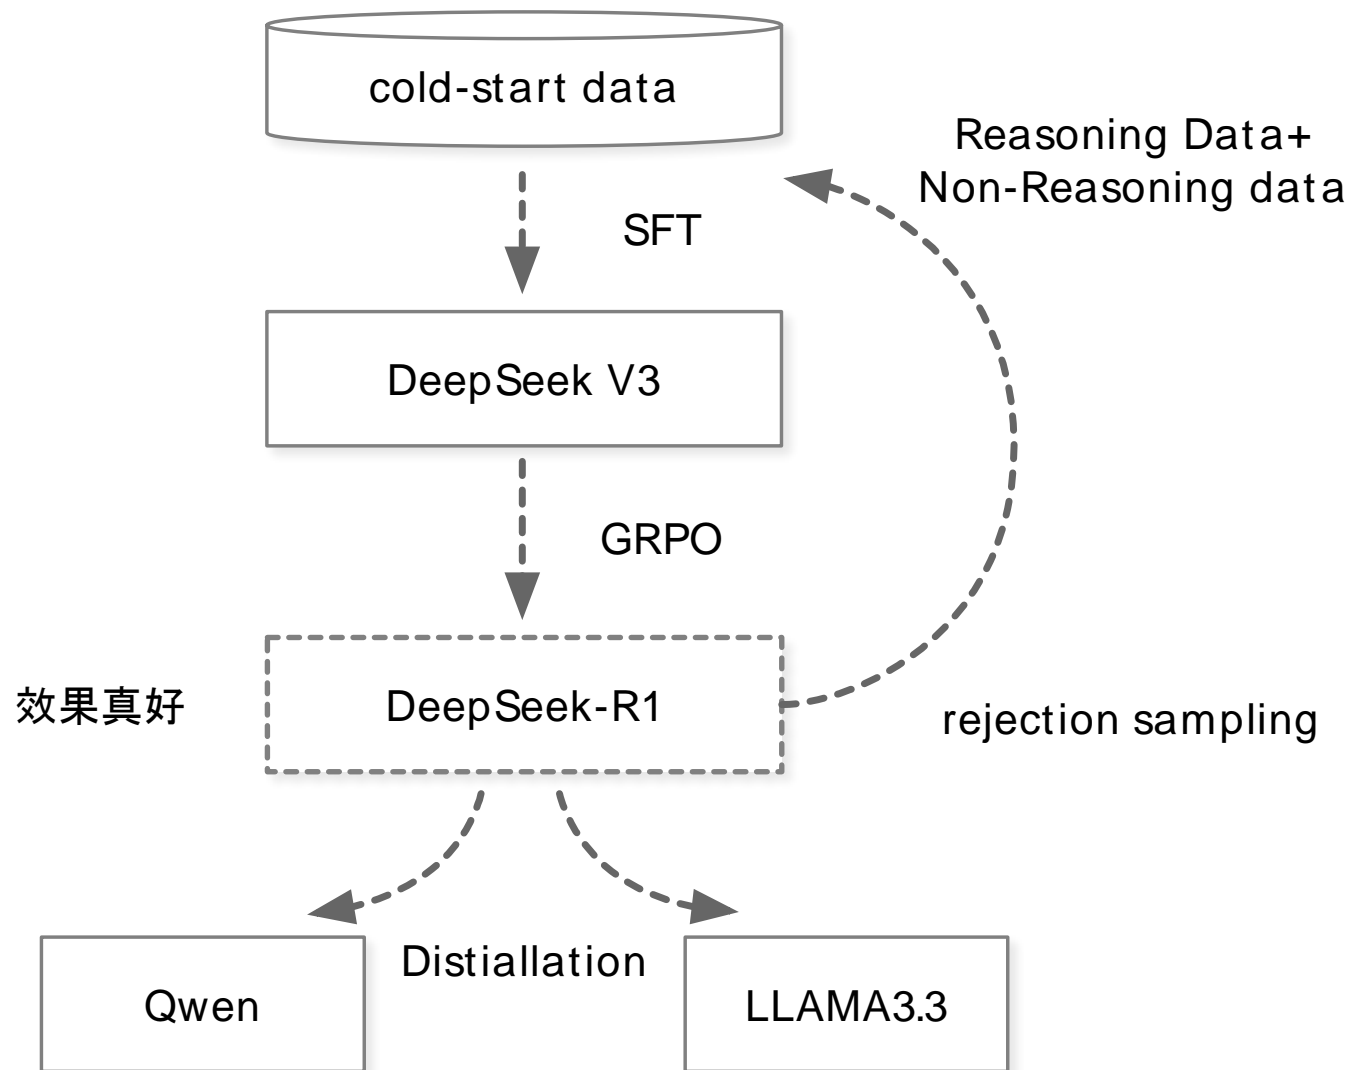 cold-start data
Reasoning Data+
Non-Reasoning data
SFT
DeepSeek V3
GRPO
效果真好
DeepSeek-R1
rejection sampling
Distiallation
Qwen
LLAMA3.3